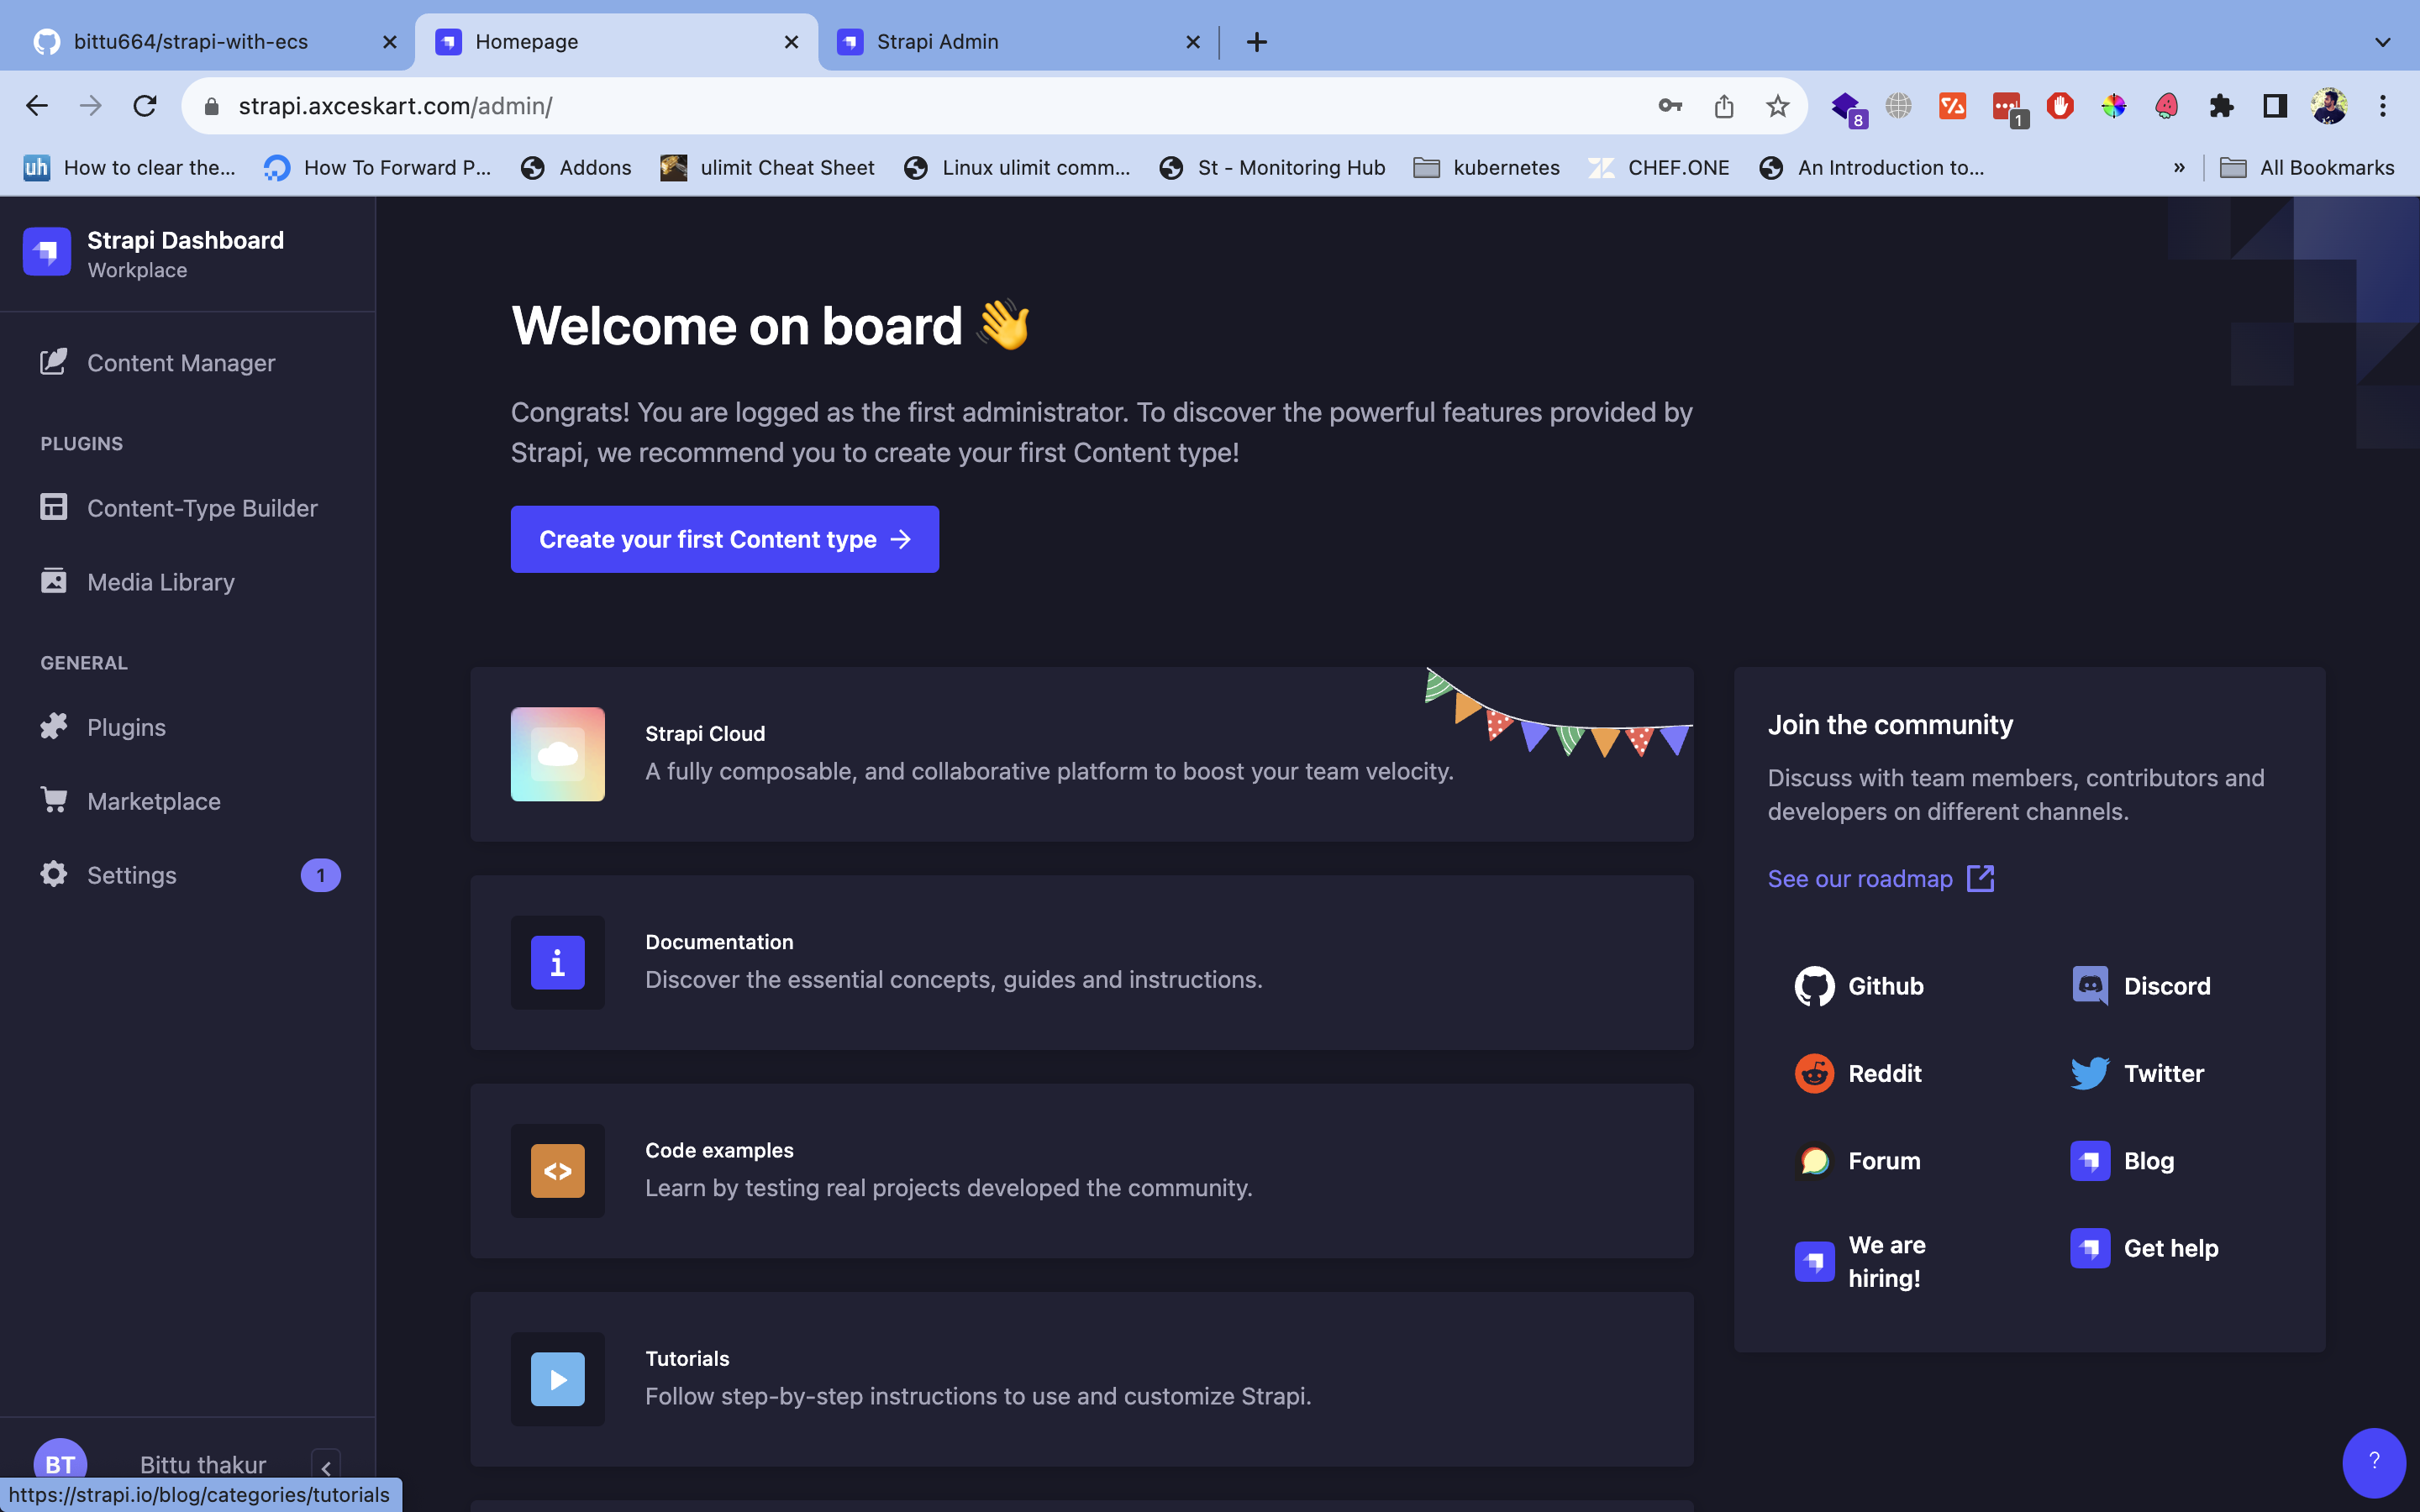 bittu664/strapi-with-ecs
Homepage
Strapi Admin
strapi.axceskart.com/admin/
8
1
uh How to clear the...
How To Forward P...
Addons
ulimit Cheat Sheet
Linux ulimit comm...
St - Monitoring Hub
kubernetes
CHEF.ONE
An Introduction to...
»
All Bookmarks
Strapi Dashboard
Workplace
Content Manager
PLUGINS
Content-Type Builder
Media Library
GENERAL
Plugins
Marketplace
Settings 1
BT Bittu thakur
https://strapi.io/blog/categories/tutorials
Welcome on board 👋
Congrats! You are logged as the first administrator. To discover the powerful features provided by
Strapi, we recommend you to create your first Content type!
Create your first Content type →
Strapi Cloud
A fully composable, and collaborative platform to boost your team velocity.
i
Documentation
Discover the essential concepts, guides and instructions.
<>
Code examples
Learn by testing real projects developed the community.
Tutorials
Follow step-by-step instructions to use and customize Strapi.
Join the community
Discuss with team members, contributors and
developers on different channels.
See our roadmap
Github
Discord
Reddit
Twitter
Forum
Blog
We are
hiring!
Get help
?